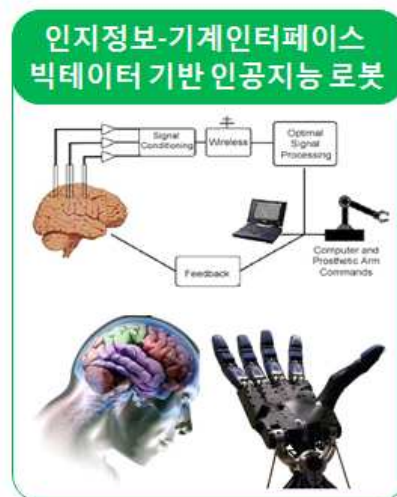 인지정보-기계인터페이스
빅테이터 기반 인공지능 로봇
Signal
Conditioning
Wireless
Optimal
Signal
Processing
Feedback
Computer and
Prosthetic Arm
Commands